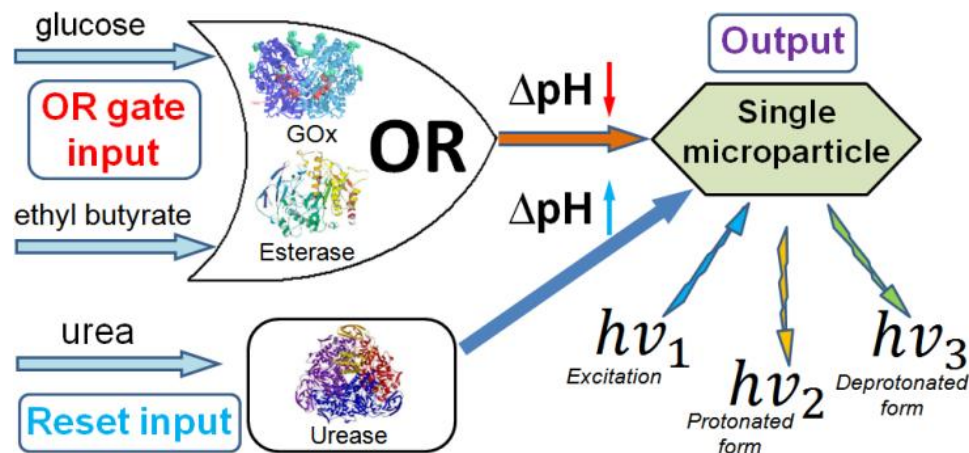 glucose
OR gate
input
ethyl butyrate
GOx
Esterase
OR
ΔpH
ΔpH
Output
Single
microparticle
hv1
Excitation
hv2
Protonated
form
hv3
Deprotonated
form
urea
Reset input
Urease